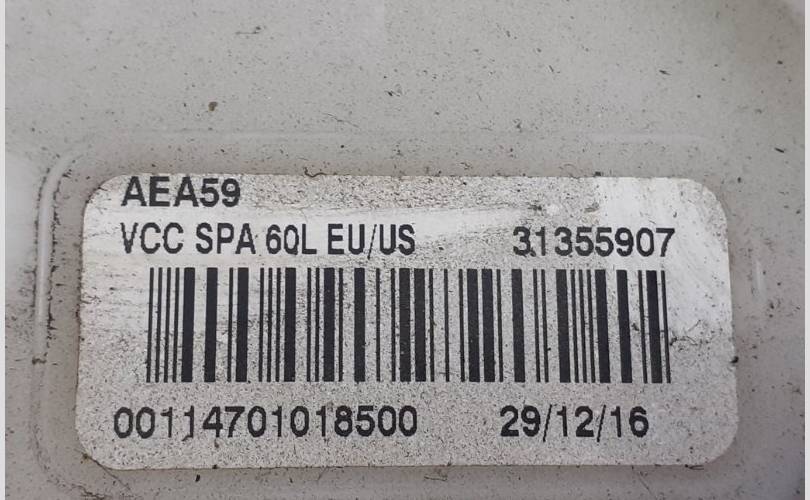 AEA59
VCC SPA 60L EU/US 31355907
00114701018500 29/12/16